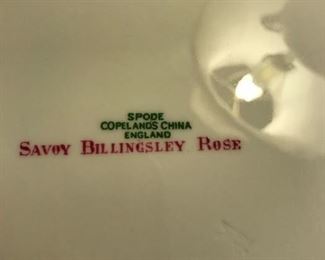 SPODE
COPELANDS CHINA
ENGLAND
SAVOY BILLINGSLEY ROSE